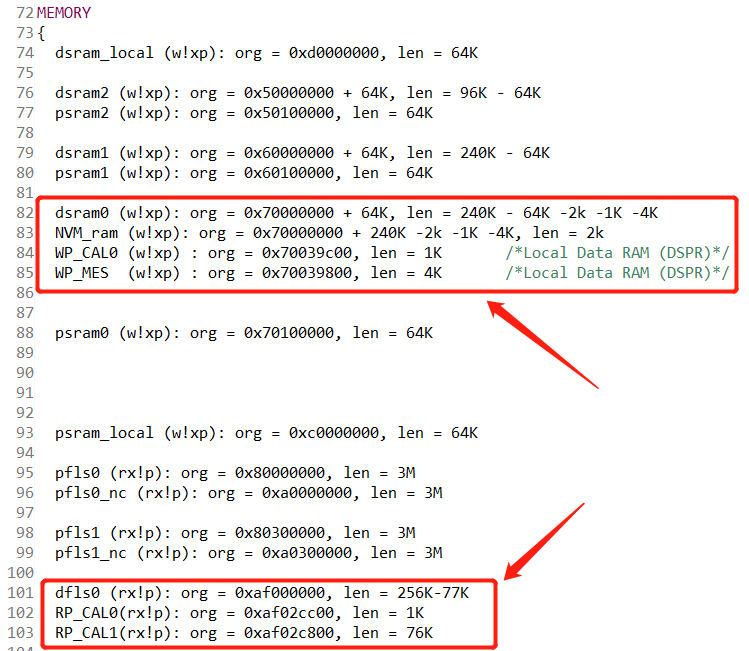 72 MEMORY
73 {
74 dsram_local (w!xp): org = 0xd0000000, len = 64K
75
76 dsram2 (w!xp): org = 0x50000000 + 64K, len = 96K - 64K
77 psram2 (w!xp): org = 0x50100000, len = 64K
78
79 dsram1 (w!xp): org = 0x60000000 + 64K, len = 240K - 64K
80 psram1 (w!xp): org = 0x60100000, len = 64K
81
82 dsram0 (w!xp): org = 0x70000000 + 64K, len = 240K - 64K -2k -1K -4K
83 NVM_ram (w!xp): org = 0x70000000 + 240K -2k -1K -4K, len = 2k
84 WP_CAL0 (w!xp) : org = 0x70039c00, len = 1K /*Local Data RAM (DSPR)*/
85 WP_MES (w!xp) : org = 0x70039800, len = 4K /*Local Data RAM (DSPR)*/
86
87
88 psram0 (w!xp): org = 0x70100000, len = 64K
89
90
91
92
93 psram_local (w!xp): org = 0xc0000000, len = 64K
94
95 pfls0 (rx!p): org = 0x80000000, len = 3M
96 pfls0_nc (rx!p): org = 0xa0000000, len = 3M
97
98 pfls1 (rx!p): org = 0x80300000, len = 3M
99 pfls1_nc (rx!p): org = 0xa0300000, len = 3M
100
101 dfls0 (rx!p): org = 0xaf000000, len = 256K-77K
102 RP_CAL0(rx!p): org = 0xaf02cc00, len = 1K
103 RP_CAL1(rx!p): org = 0xaf02c800, len = 76K